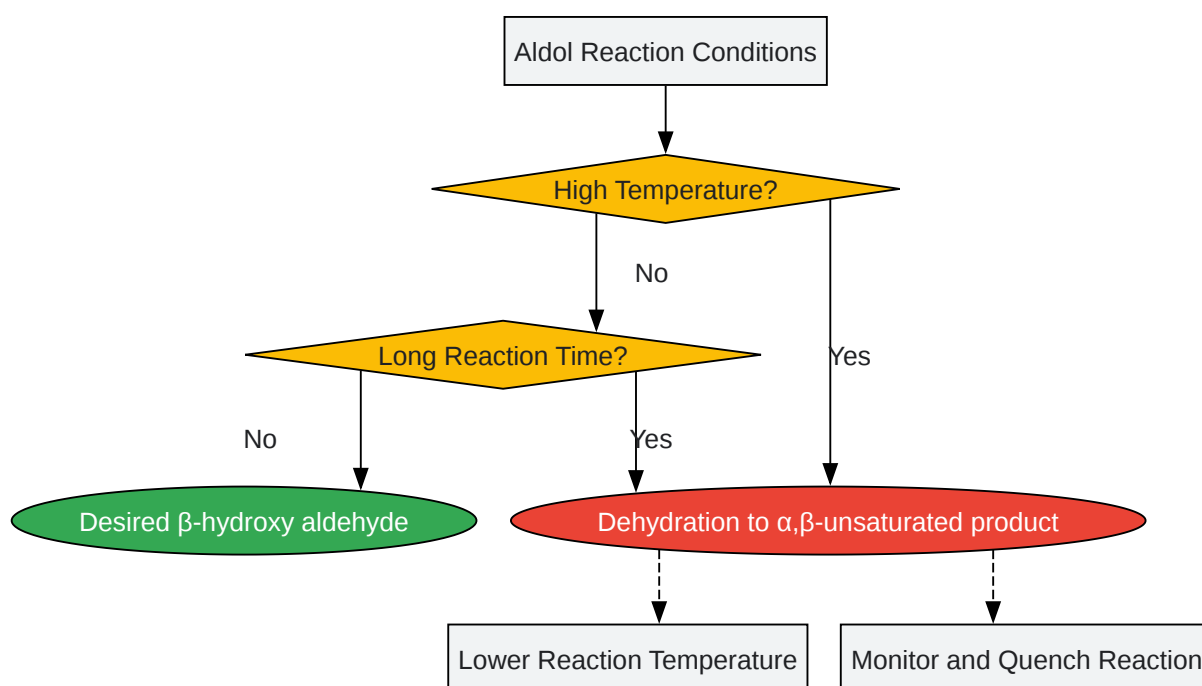 Aldol Reaction Conditions
High Temperature?
No
Long Reaction Time?
Yes
No
Yes
Desired β-hydroxy aldehyde
Dehydration to α,β-unsaturated product
Lower Reaction Temperature
Monitor and Quench Reaction